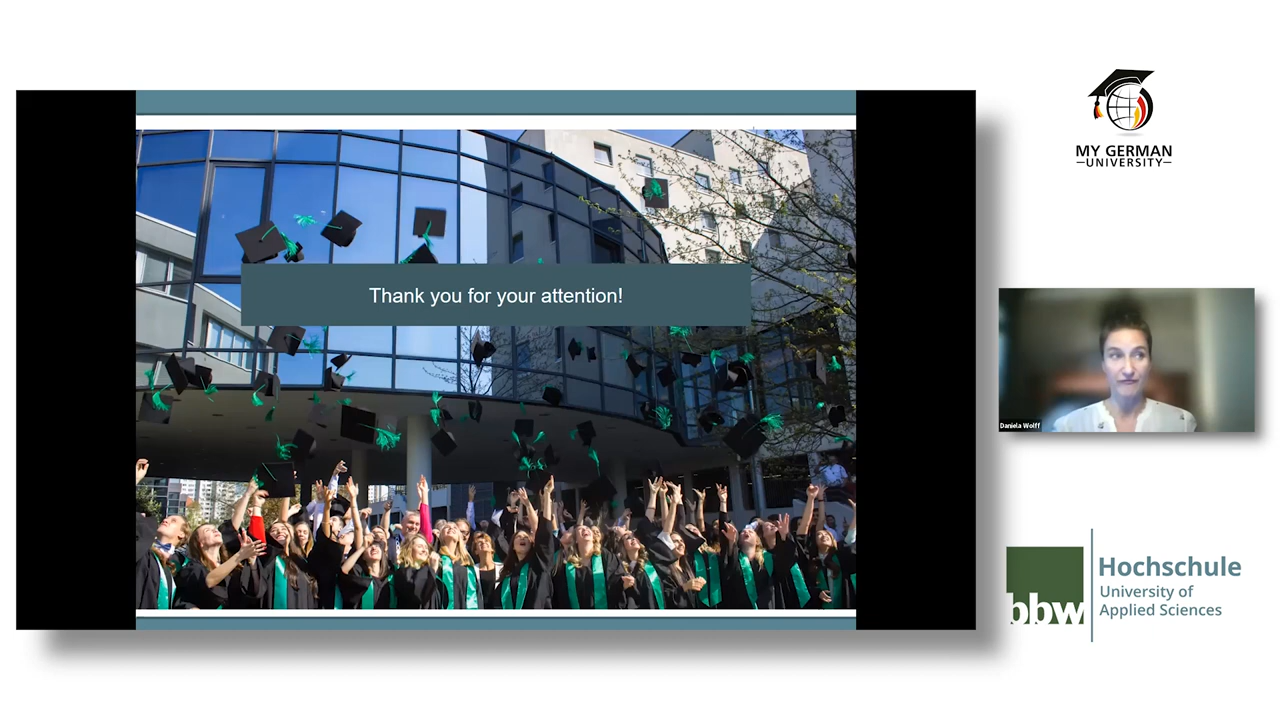 MY GERMAN
UNIVERSITY
Thank you for your attention!
Daniela Wolff
bbw
Hochschule
University of
Applied Sciences